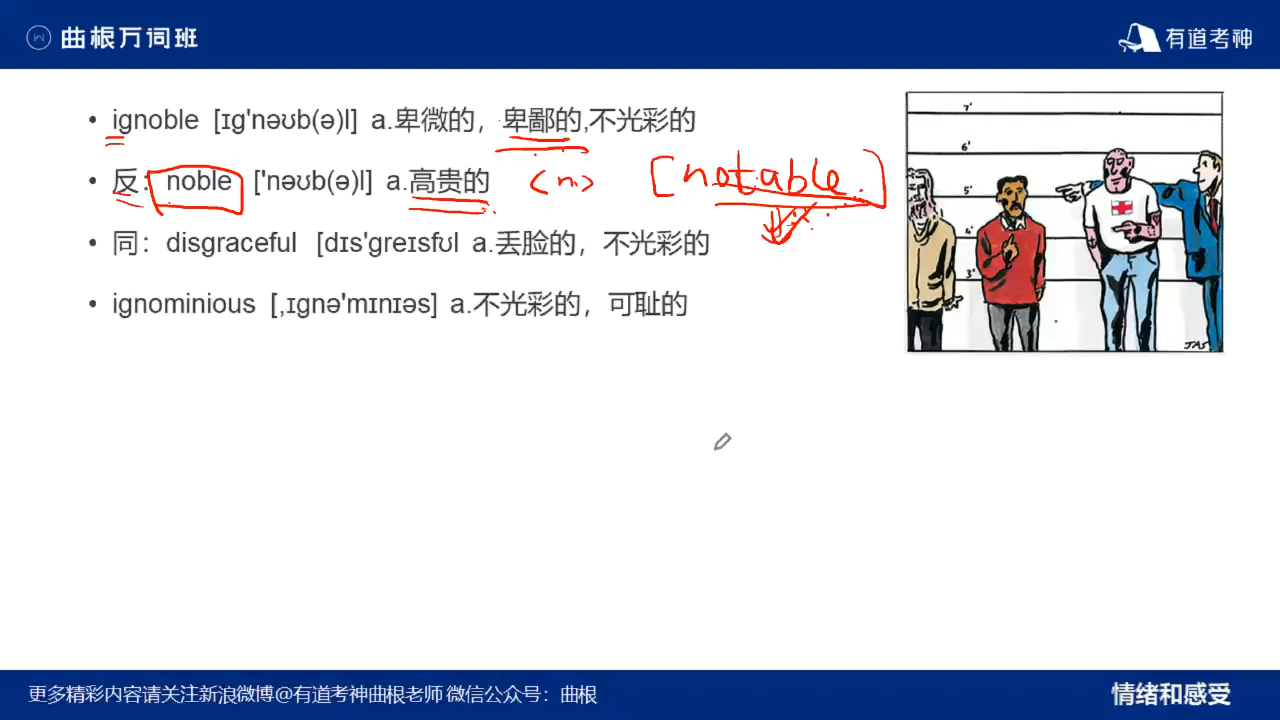 曲根万词班
有道考神
• ignoble [ɪɡ'nəʊb(ə)l] a.卑微的，卑鄙的,不光彩的
• 反： noble ['nəʊb(ə)l] a.高贵的 <n> [notable.]
• 同：disgraceful [dɪs'ɡreɪsfʊl a.丢脸的，不光彩的
• ignominious [,ɪɡnə'mɪnɪəs] a.不光彩的，可耻的
7'
6'
5'
4'
3'
JAS
更多精彩内容请关注新浪微博@有道考神曲根老师 微信公众号：曲根
情绪和感受